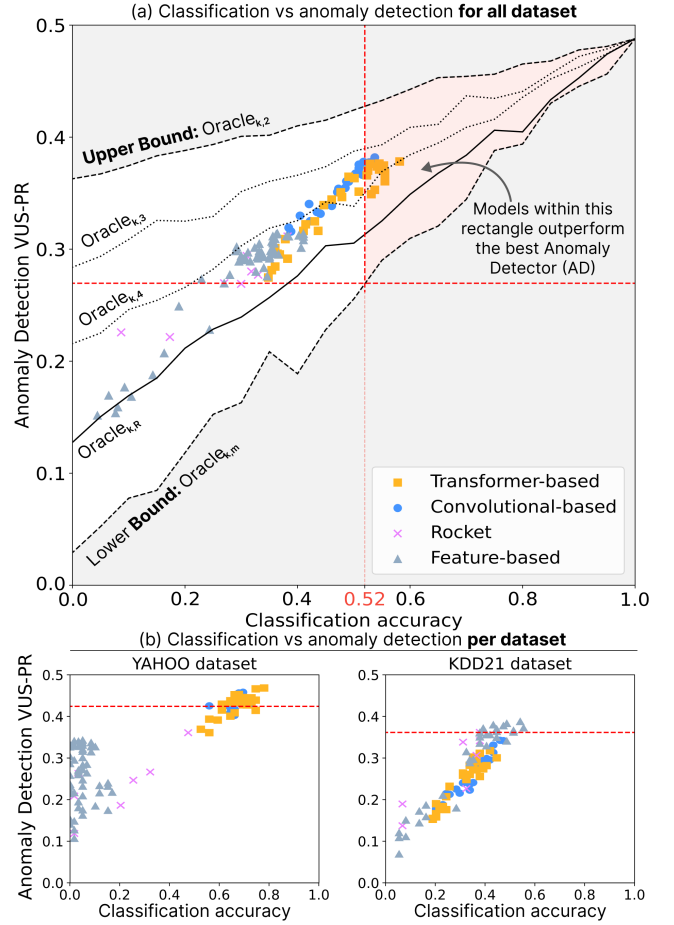 (a) Classification vs anomaly detection for all dataset
0.5
0.4
0.3
0.2
0.1
0.0
Anomaly Detection VUS-PR
Upper Bound: Oracle k,2
Oracle k,3
Oracle k,4
Oracle k,R
Lower Bound: Oracle k,m
Models within this
rectangle outperform
the best Anomaly
Detector (AD)
Transformer-based
Convolutional-based
Rocket
Feature-based
0.0 0.2 0.4 0.52 0.6 0.8 1.0
Classification accuracy
(b) Classification vs anomaly detection per dataset
YAHOO dataset
0.5
0.4
0.3
0.2
0.1
0.0
Anomaly Detection VUS-PR
0.0 0.2 0.4 0.6 0.8 1.0
Classification accuracy
KDD21 dataset
0.5
0.4
0.3
0.2
0.1
0.0
0.0 0.2 0.4 0.6 0.8 1.0
Classification accuracy